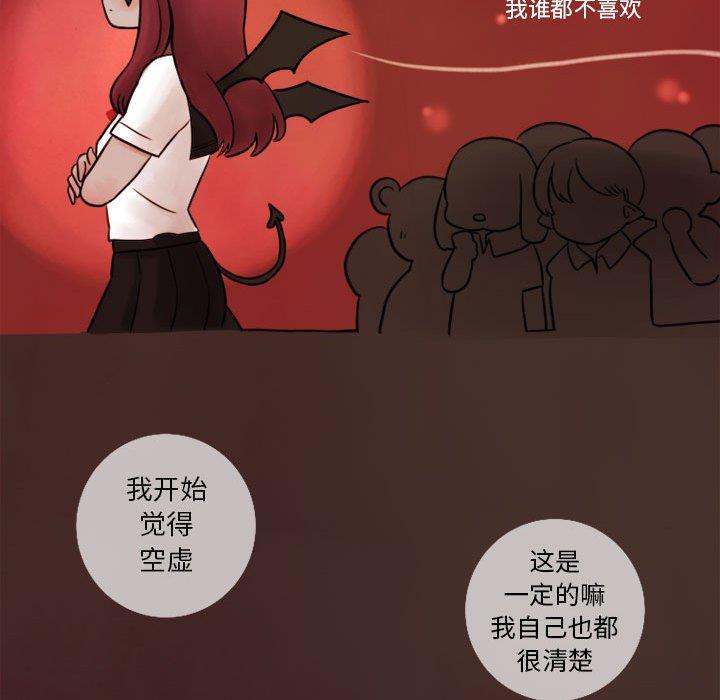 我谁都不喜欢
我开始
觉得
空虚
这是
一定的嘛
我自己也都
很清楚